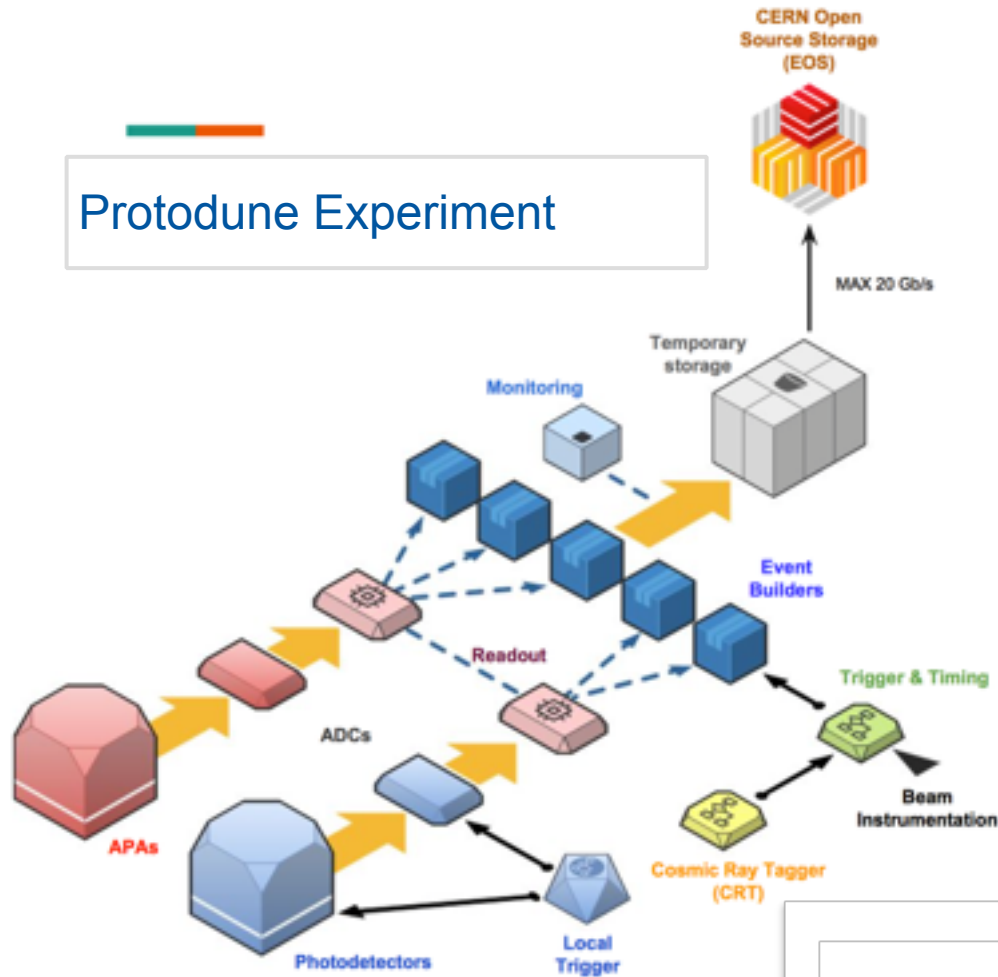 CERN Open
Source Storage
(EOS)
Protodune Experiment
MAX 20 Gb/s
Temporary
storage
Monitoring
Event
Builders
Readout
Trigger & Timing
ADCs
Beam
Instrumentation
APAs
Cosmic Ray Tagger
(CRT)
Local
Trigger
Photodetectors